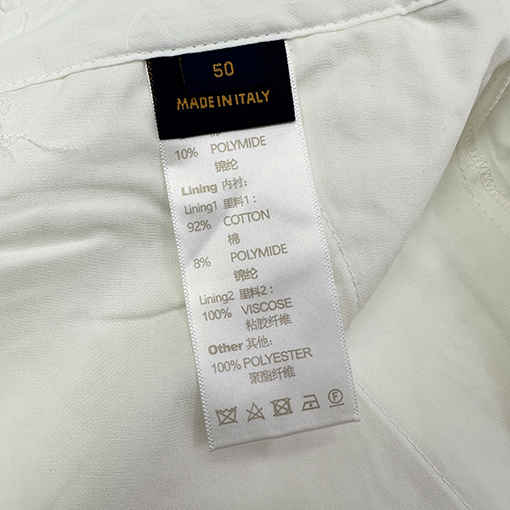 50
MADE IN ITALY
10% POLYMIDE
锦纶
Lining 内衬:
Lining1 里料1:
92% COTTON
棉
8% POLYMIDE
锦纶
Lining2 里料2:
100% VISCOSE
粘胶纤维
Other 其他:
100% POLYESTER
聚酯纤维
F